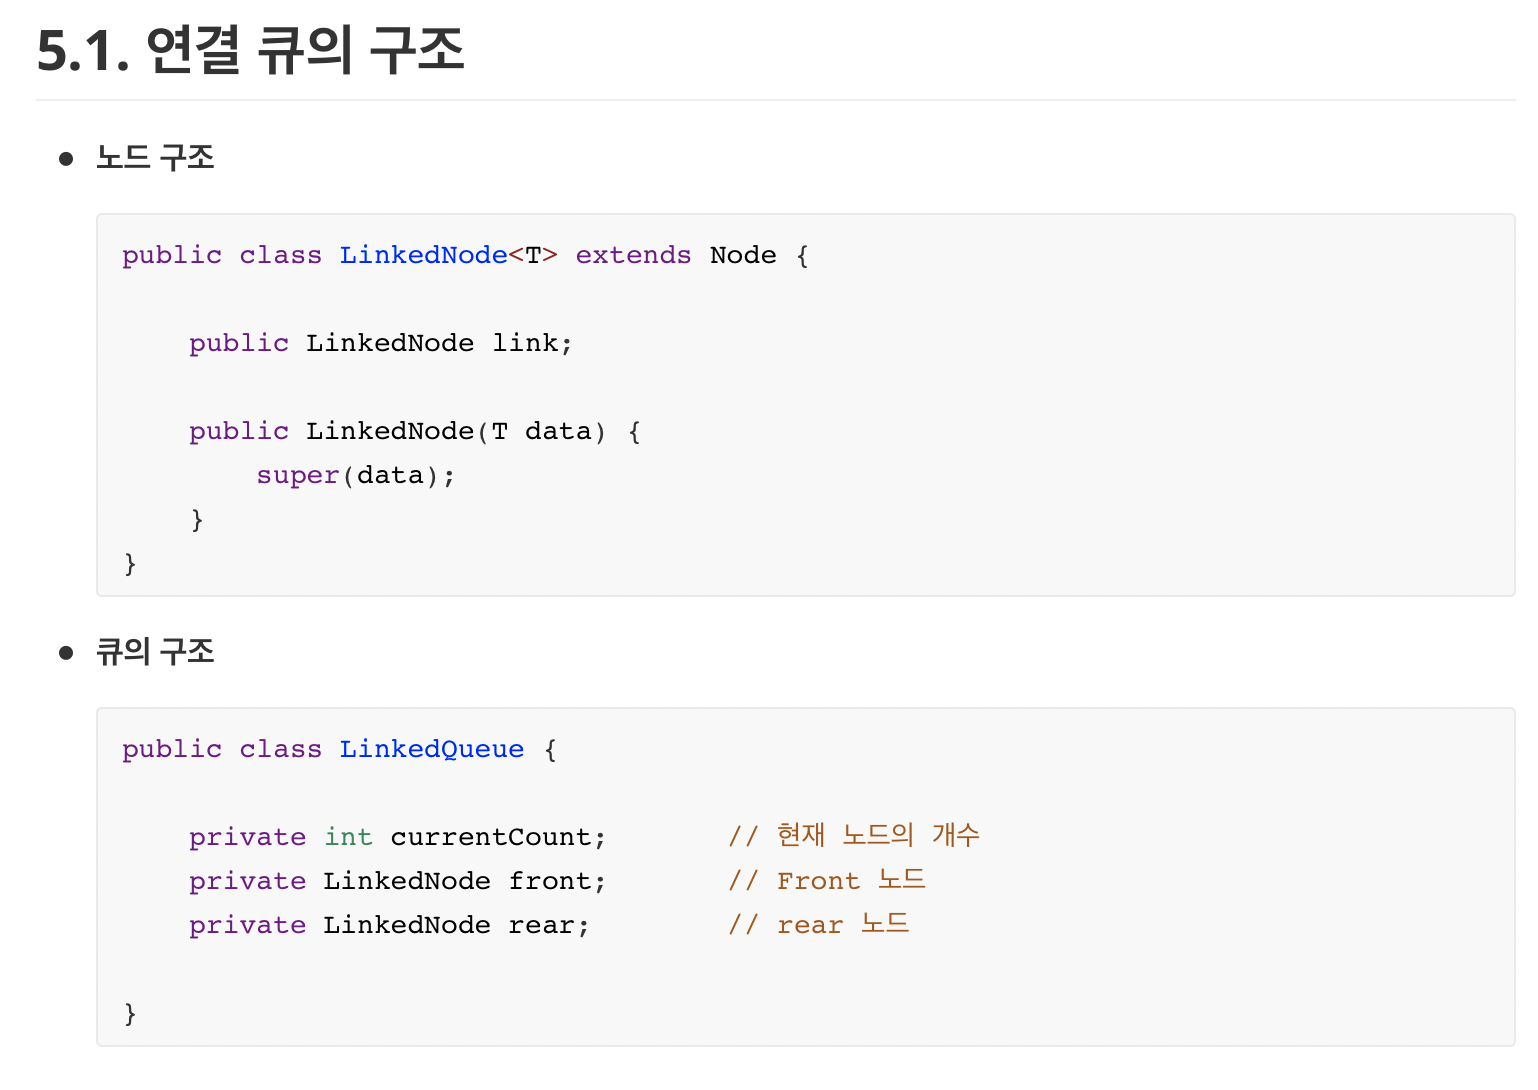 5.1. 연결 큐의 구조
노드 구조
public class LinkedNode<T> extends Node {
public LinkedNode link;
public LinkedNode(T data) {
super(data);
}
}
큐의 구조
public class LinkedQueue {
private int currentCount; // 현재 노드의 개수
private LinkedNode front; // Front 노드
private LinkedNode rear; // rear 노드
}